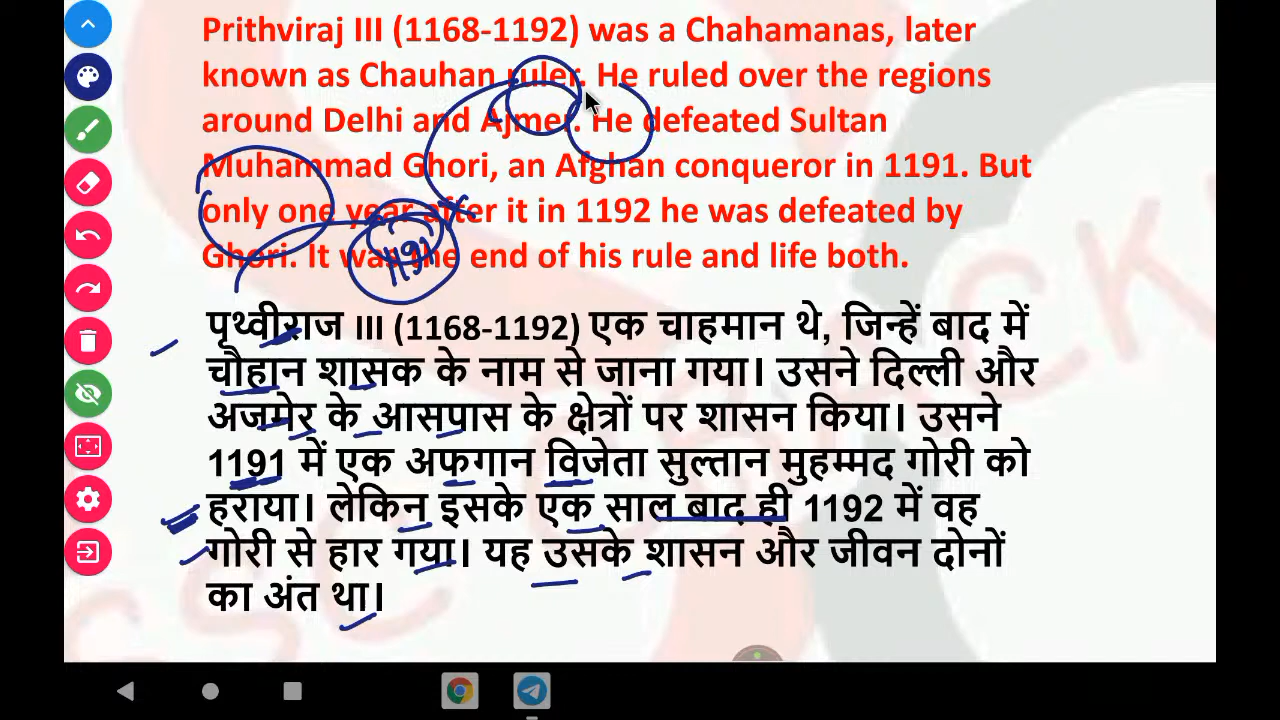 Prithviraj III (1168-1192) was a Chahamanas, later
known as Chauhan ruler. He ruled over the regions
around Delhi and Ajmer. He defeated Sultan
Muhammad Ghori, an Afghan conqueror in 1191. But
only one year after it in 1192 he was defeated by
Ghori. It was the end of his rule and life both.
1191
पृथ्वीराज III (1168-1192) एक चाहमान थे, जिन्हें बाद में
चौहान शासक के नाम से जाना गया। उसने दिल्ली और
अजमेर के आसपास के क्षेत्रों पर शासन किया। उसने
1191 में एक अफगान विजेता सुल्तान मुहम्मद गोरी को
हराया। लेकिन इसके एक साल बाद ही 1192 में वह
गोरी से हार गया। यह उसके शासन और जीवन दोनों
का अंत था।